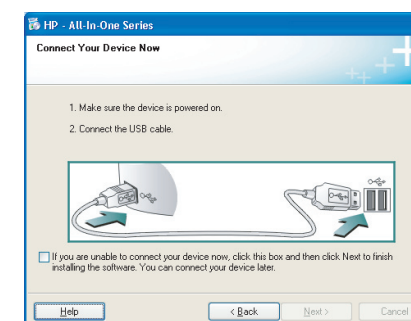 HP - All-In-One Series
Connect Your Device Now
1. Make sure the device is powered on.
2. Connect the USB cable.
If you are unable to connect your device now, click this box and then click Next to finish
installing the software. You can connect your device later.
Help
< Back
Next >
Cancel